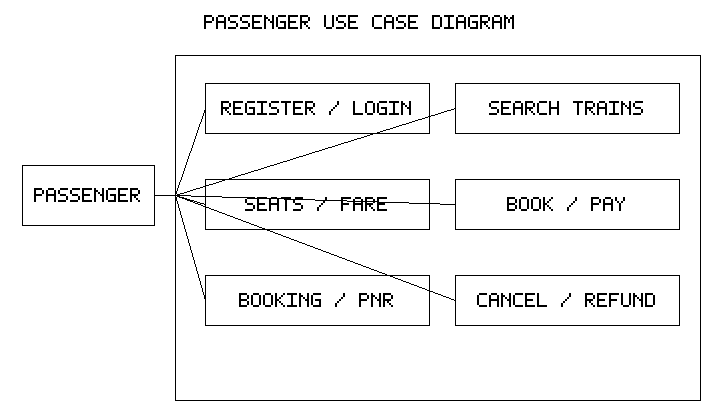 PASSENGER USE CASE DIAGRAM
REGISTER / LOGIN
SEARCH TRAINS
PASSENGER
SEATS / FARE
BOOK / PAY
BOOKING / PNR
CANCEL / REFUND